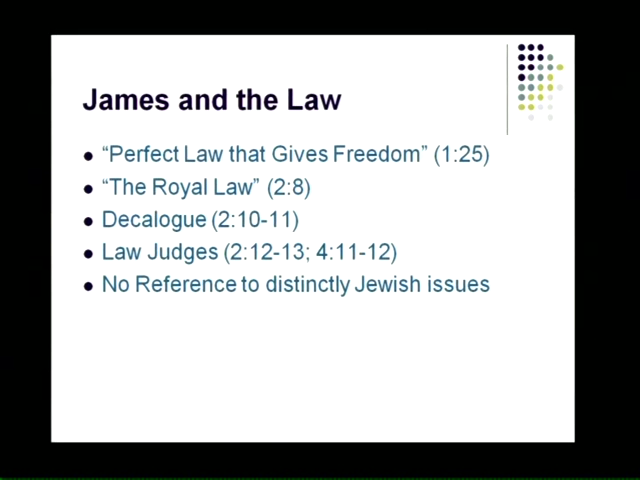 James and the Law
“Perfect Law that Gives Freedom” (1:25)
“The Royal Law” (2:8)
Decalogue (2:10-11)
Law Judges (2:12-13; 4:11-12)
No Reference to distinctly Jewish issues